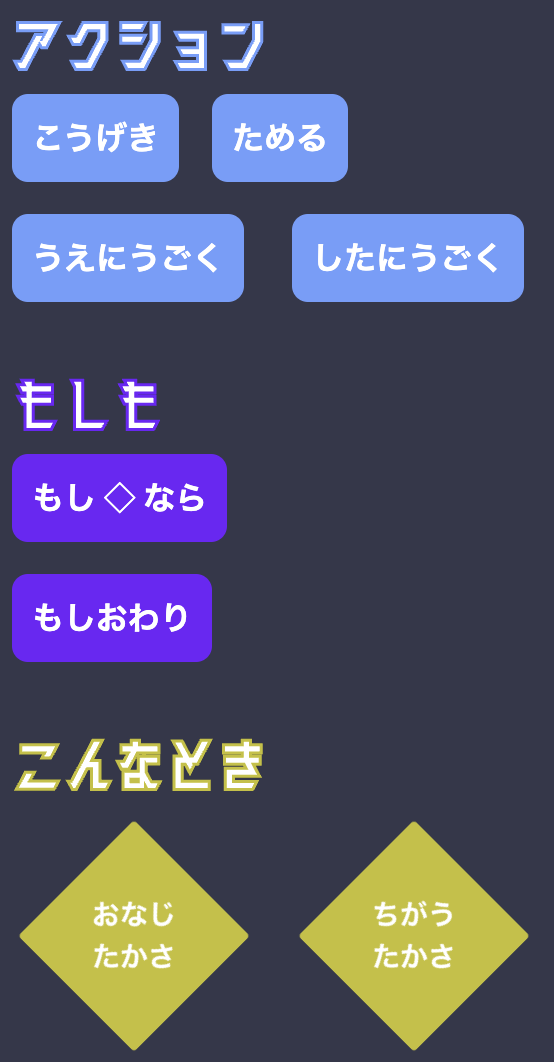 アクション
こうげき ためる
うえにうごく したにうごく
もしも
もし ◇ なら
もしおわり
こんなとき
おなじ
たかさ
ちがう
たかさ